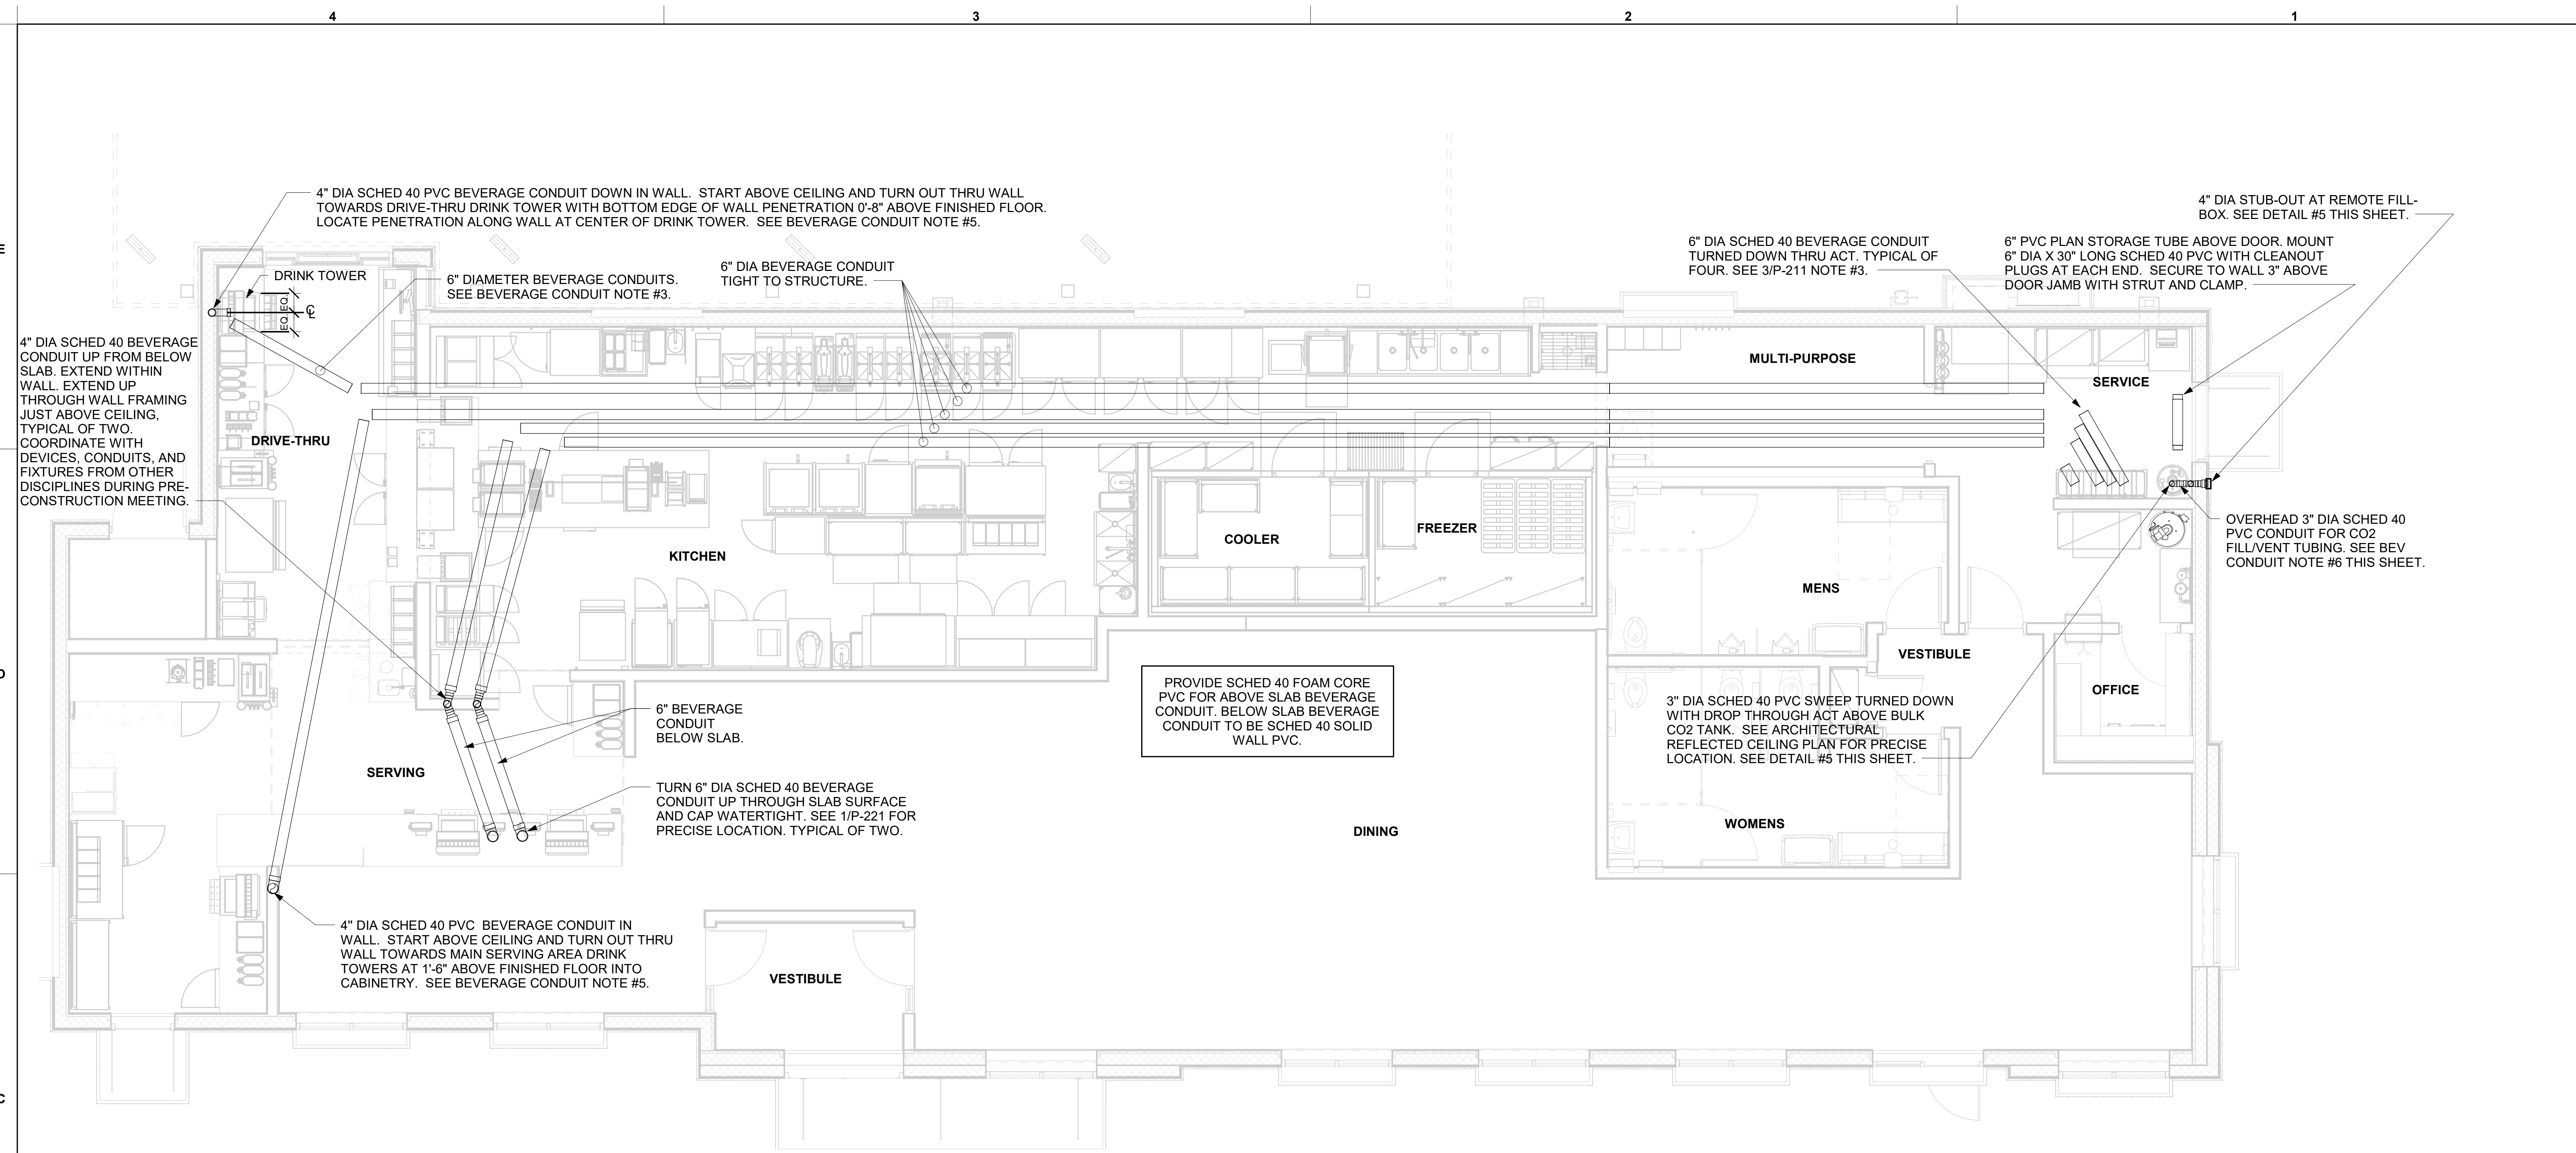 4
3
2
1
E
D
C
4" DIA SCHED 40 PVC BEVERAGE CONDUIT DOWN IN WALL. START ABOVE CEILING AND TURN OUT THRU WALL
TOWARDS DRIVE-THRU DRINK TOWER WITH BOTTOM EDGE OF WALL PENETRATION 0'-8" ABOVE FINISHED FLOOR.
LOCATE PENETRATION ALONG WALL AT CENTER OF DRINK TOWER. SEE BEVERAGE CONDUIT NOTE #5.
4" DIA STUB-OUT AT REMOTE FILL-
BOX. SEE DETAIL #5 THIS SHEET.
6" DIA SCHED 40 BEVERAGE CONDUIT
TURNED DOWN THRU ACT. TYPICAL OF
FOUR. SEE 3/P-211 NOTE #3.
6" PVC PLAN STORAGE TUBE ABOVE DOOR. MOUNT
6" DIA X 30" LONG SCHED 40 PVC WITH CLEANOUT
PLUGS AT EACH END. SECURE TO WALL 3" ABOVE
DOOR JAMB WITH STRUT AND CLAMP.
DRINK TOWER
EQ.
EQ.
6" DIAMETER BEVERAGE CONDUITS.
SEE BEVERAGE CONDUIT NOTE #3.
6" DIA BEVERAGE CONDUIT
TIGHT TO STRUCTURE.
4" DIA SCHED 40 BEVERAGE
CONDUIT UP FROM BELOW
SLAB. EXTEND WITHIN
WALL. EXTEND UP
THROUGH WALL FRAMING
JUST ABOVE CEILING,
TYPICAL OF TWO.
COORDINATE WITH
DEVICES, CONDUITS, AND
FIXTURES FROM OTHER
DISCIPLINES DURING PRE-
CONSTRUCTION MEETING.
DRIVE-THRU
MULTI-PURPOSE
SERVICE
KITCHEN
COOLER
FREEZER
MENS
OVERHEAD 3" DIA SCHED 40
PVC CONDUIT FOR CO2
FILL/VENT TUBING. SEE BEV
CONDUIT NOTE #6 THIS SHEET.
VESTIBULE
OFFICE
PROVIDE SCHED 40 FOAM CORE
PVC FOR ABOVE SLAB BEVERAGE
CONDUIT. BELOW SLAB BEVERAGE
CONDUIT TO BE SCHED 40 SOLID
WALL PVC.
3" DIA SCHED 40 PVC SWEEP TURNED DOWN
WITH DROP THROUGH ACT ABOVE BULK
CO2 TANK. SEE ARCHITECTURAL
REFLECTED CEILING PLAN FOR PRECISE
LOCATION. SEE DETAIL #5 THIS SHEET.
6" BEVERAGE
CONDUIT
BELOW SLAB.
SERVING
TURN 6" DIA SCHED 40 BEVERAGE
CONDUIT UP THROUGH SLAB SURFACE
AND CAP WATERTIGHT. SEE 1/P-221 FOR
PRECISE LOCATION. TYPICAL OF TWO.
DINING
WOMENS
4" DIA SCHED 40 PVC BEVERAGE CONDUIT IN
WALL. START ABOVE CEILING AND TURN OUT THRU
WALL TOWARDS MAIN SERVING AREA DRINK
TOWERS AT 1'-6" ABOVE FINISHED FLOOR INTO
CABINETRY. SEE BEVERAGE CONDUIT NOTE #5.
VESTIBULE